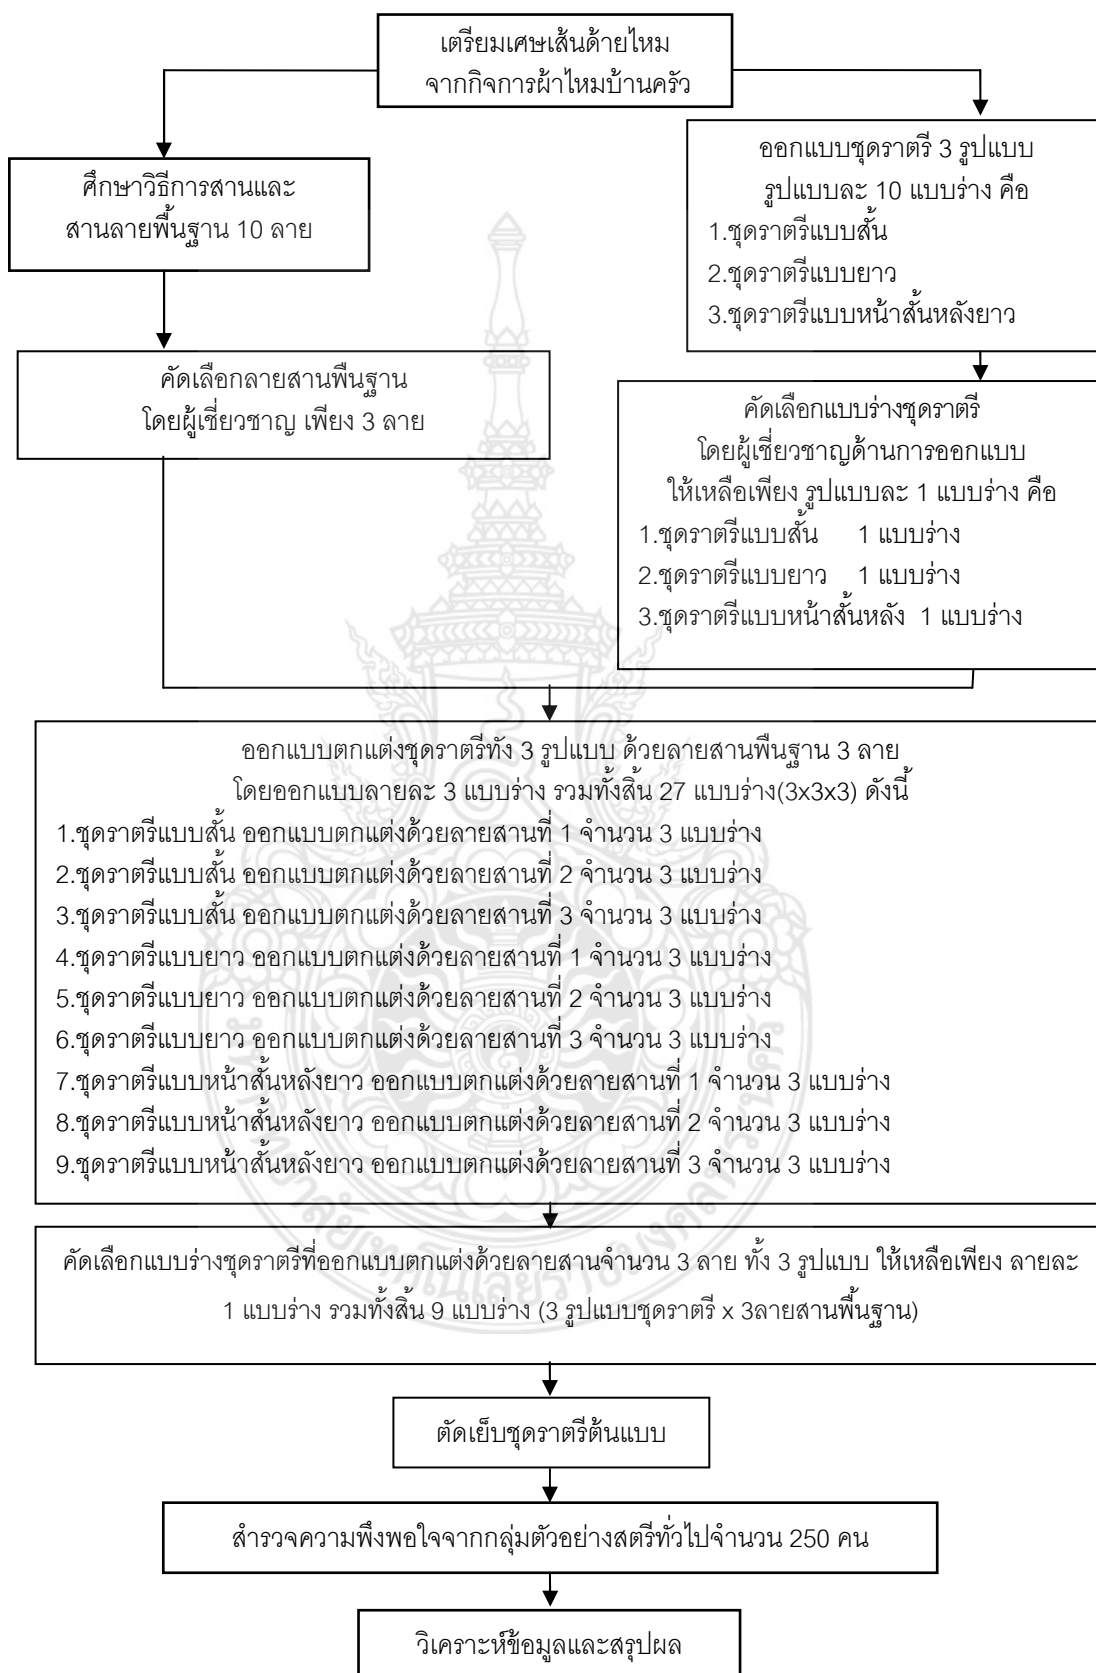 เตรียมเศษเส้นด้ายไหม
จากกิจการผ้าไหมบ้านครัว
ศึกษาวิธีการสานและ
สานลายพื้นฐาน 10 ลาย
คัดเลือกลายสานพืนฐาน
โดยผู้เชี่ยวชาญ เพียง 3 ลาย
ออกแบบชุดราตรี 3 รูปแบบ
รูปแบบละ 10 แบบร่าง คือ
1.ชุดราตรีแบบสั้น
2.ชุดราตรีแบบยาว
3.ชุดราตรีแบบหน้าสั้นหลังยาว
คัดเลือกแบบร่างชุดราตรี
โดยผู้เชี่ยวชาญด้านการออกแบบ
ให้เหลือเพียง รูปแบบละ 1 แบบร่าง คือ
1.ชุดราตรีแบบสั้น 1 แบบร่าง
2.ชุดราตรีแบบยาว 1 แบบร่าง
3.ชุดราตรีแบบหน้าสั้นหลัง 1 แบบร่าง
ออกแบบตกแต่งชุดราตรีทัง 3 รูปแบบ ด้วยลายสานพืนฐาน 3 ลาย
โดยออกแบบลายละ 3 แบบร่าง รวมทั้งสิ้น 27 แบบร่าง(3x3x3) ดังนี้
1.ชุดราตรีแบบสั้น ออกแบบตกแต่งด้วยลายสานที่ 1 จำนวน 3 แบบร่าง
2.ชุดราตรีแบบสั้น ออกแบบตกแต่งด้วยลายสานที่ 2 จำนวน 3 แบบร่าง
3.ชุดราตรีแบบสั้น ออกแบบตกแต่งด้วยลายสานที่ 3 จำนวน 3 แบบร่าง
4.ชุดราตรีแบบยาว ออกแบบตกแต่งด้วยลายสานที่ 1 จำนวน 3 แบบร่าง
5.ชุดราตรีแบบยาว ออกแบบตกแต่งด้วยลายสานที่ 2 จำนวน 3 แบบร่าง
6.ชุดราตรีแบบยาว ออกแบบตกแต่งด้วยลายสานที่ 3 จำนวน 3 แบบร่าง
7.ชุดราตรีแบบหน้าสั้นหลังยาว ออกแบบตกแต่งด้วยลายสานที่ 1 จำนวน 3 แบบร่าง
8.ชุดราตรีแบบหน้าสั้นหลังยาว ออกแบบตกแต่งด้วยลายสานที่ 2 จำนวน 3 แบบร่าง
9.ชุดราตรีแบบหน้าสั้นหลังยาว ออกแบบตกแต่งด้วยลายสานที่ 3 จำนวน 3 แบบร่าง
คัดเลือกแบบร่างชุดราตรีที่ออกแบบตกแต่งด้วยลายสานจำนวน 3 ลาย ทั้ง 3 รูปแบบ ให้เหลือเพียง ลายละ
1 แบบร่าง รวมทั้งสิ้น 9 แบบร่าง (3 รูปแบบชุดราตรี x 3ลายสานพื้นฐาน)
ตัดเย็บชุดราตรีต้นแบบ
สำรวจความพึงพอใจจากกลุ่มตัวอย่างสตรีทั่วไปจำนวน 250 คน
วิเคราะห์ข้อมูลและสรุปผล